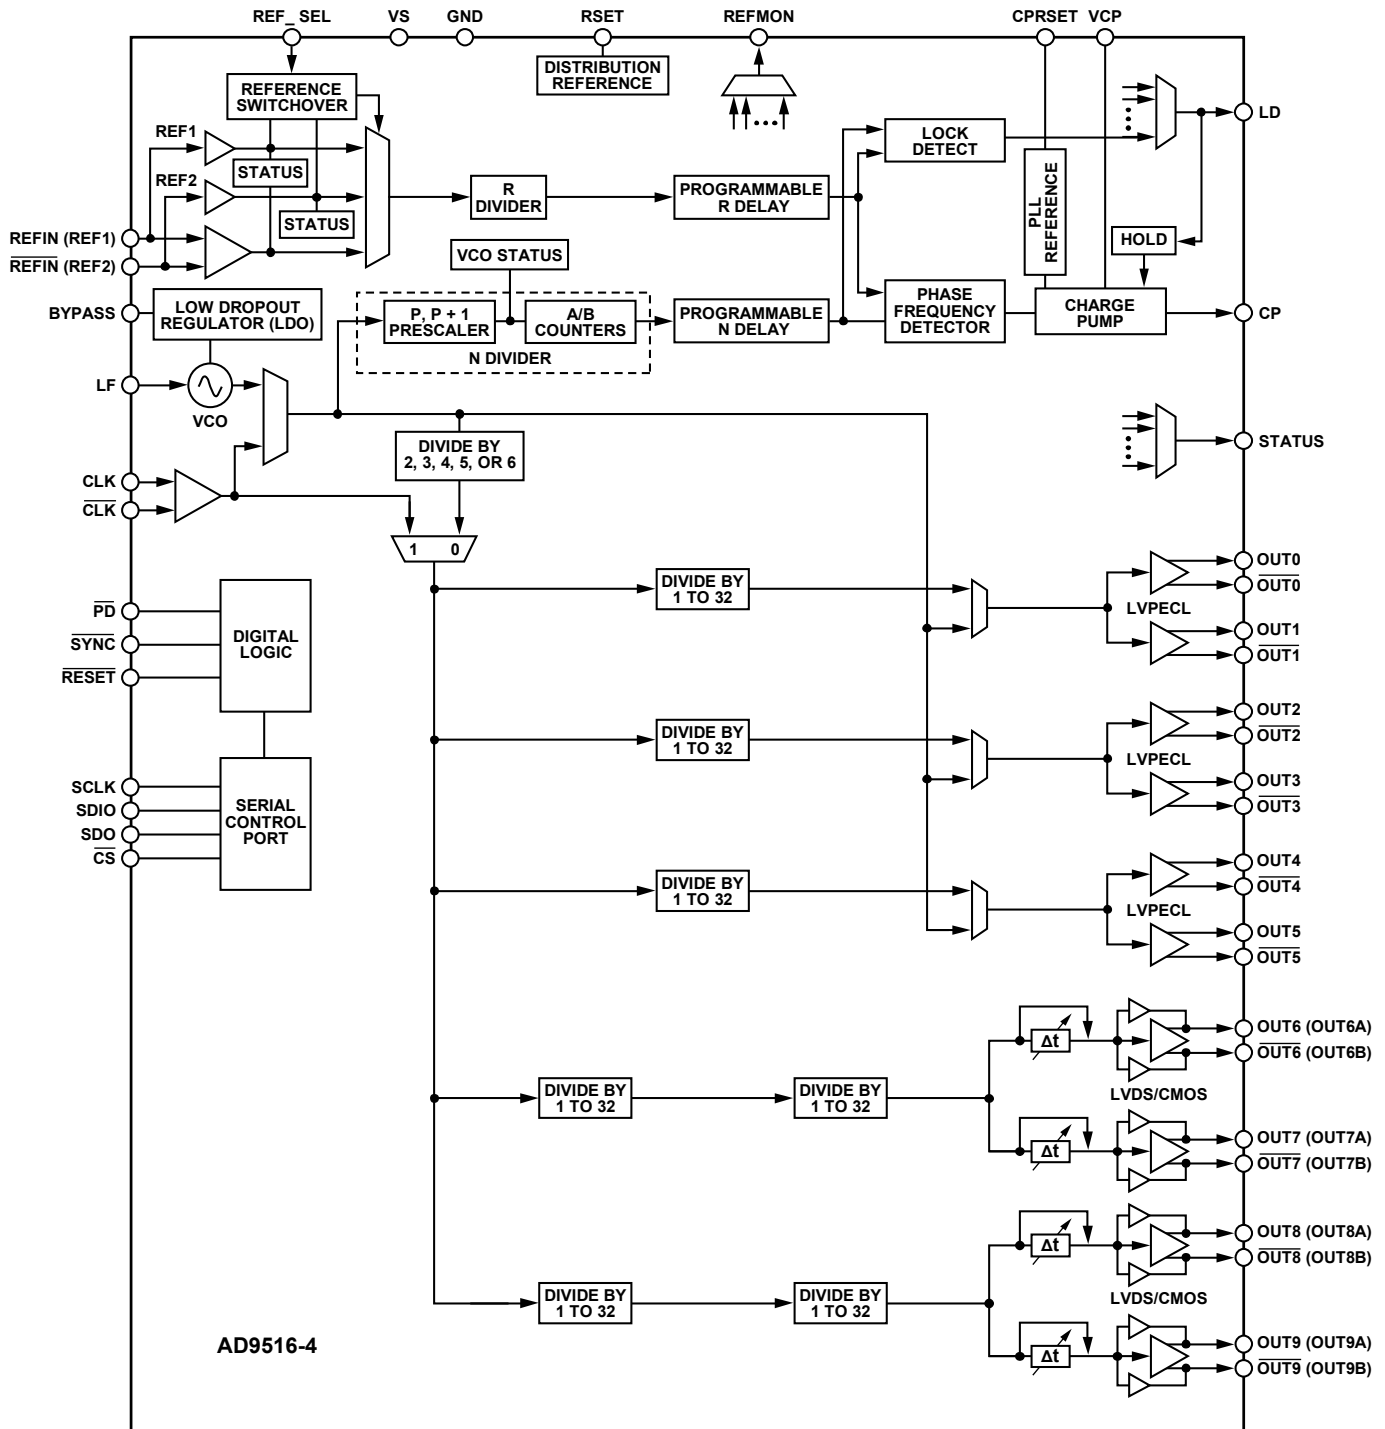 REF_ SEL
VS
GND
RSET
REFMON
CPRSET
VCP
DISTRIBUTION
REFERENCE
REFERENCE
SWITCHOVER
REF1
STATUS
REF2
STATUS
REFIN (REF1)
REFIN (REF2)
R
DIVIDER
PROGRAMMABLE
R DELAY
LOCK
DETECT
LD
PLL
REFERENCE
HOLD
VCO STATUS
BYPASS
LOW DROPOUT
REGULATOR (LDO)
P, P + 1
PRESCALER
A/B
COUNTERS
N DIVIDER
PROGRAMMABLE
N DELAY
PHASE
FREQUENCY
DETECTOR
CHARGE
PUMP
CP
LF
VCO
DIVIDE BY
2, 3, 4, 5, OR 6
STATUS
CLK
CLK
1 0
PD
SYNC
RESET
DIGITAL
LOGIC
SCLK
SDIO
SDO
CS
SERIAL
CONTROL
PORT
DIVIDE BY
1 TO 32
LVPECL
OUT0
OUT0
OUT1
OUT1
DIVIDE BY
1 TO 32
LVPECL
OUT2
OUT2
OUT3
OUT3
DIVIDE BY
1 TO 32
LVPECL
OUT4
OUT4
OUT5
OUT5
DIVIDE BY
1 TO 32
DIVIDE BY
1 TO 32
Δt
Δt
LVDS/CMOS
OUT6 (OUT6A)
OUT6 (OUT6B)
OUT7 (OUT7A)
OUT7 (OUT7B)
DIVIDE BY
1 TO 32
DIVIDE BY
1 TO 32
Δt
Δt
LVDS/CMOS
OUT8 (OUT8A)
OUT8 (OUT8B)
OUT9 (OUT9A)
OUT9 (OUT9B)
AD9516-4